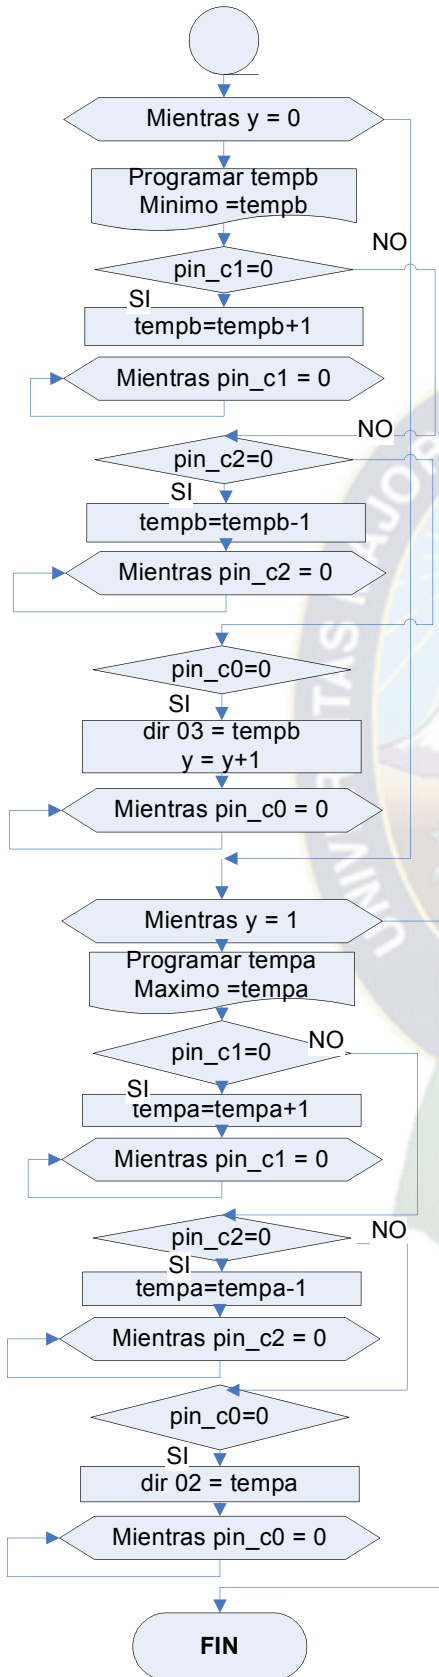 Mientras y = 0
Programar tempb
Minimo =tempb
NO
pin_c1=0
SI
tempb=tempb+1
Mientras pin_c1 = 0
NO
pin_c2=0
SI
tempb=tempb-1
Mientras pin_c2 = 0
pin_c0=0
SI
dir 03 = tempb
y = y+1
Mientras pin_c0 = 0
Mientras y = 1
Programar tempa
Maximo =tempa
NO
pin_c1=0
SI
tempa=tempa+1
Mientras pin_c1 = 0
NO
pin_c2=0
SI
tempa=tempa-1
Mientras pin_c2 = 0
pin_c0=0
SI
dir 02 = tempa
Mientras pin_c0 = 0
FIN